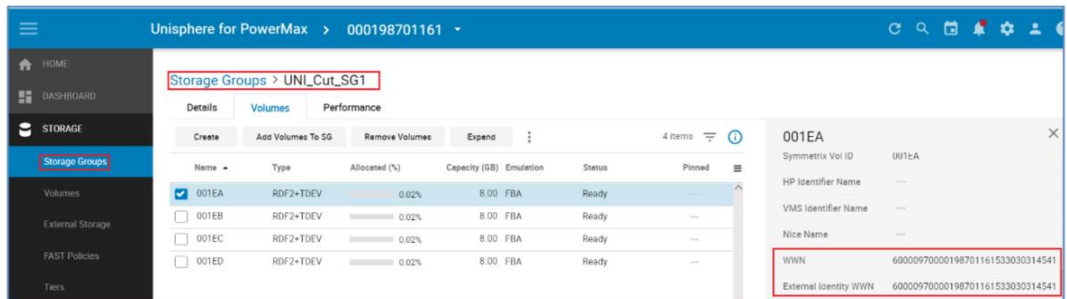 Unisphere for PowerMax > 000198701161
HOME
DASHBOARD
STORAGE
Storage Groups
Volumes
External Storage
FAST Policies
Tiers
Storage Groups > UNI_Cut_SG1
Details Volumes Performance
Create Add Volumes To SG Remove Volumes Expand 4 items
Name Type Allocated (%) Capacity (GB) Emulation Status Pinned
001EA RDF2+TDEV 0.02% 8.00 FBA Ready —
001EB RDF2+TDEV 0.02% 8.00 FBA Ready —
001EC RDF2+TDEV 0.02% 8.00 FBA Ready —
001ED RDF2+TDEV 0.02% 8.00 FBA Ready —
001EA
Symmetrix Vol ID 001EA
HP Identifier Name —
VMS Identifier Name —
Nice Name —
WWN 60000970000198701161533030314541
External Identity WWN 60000970000198701161533030314541